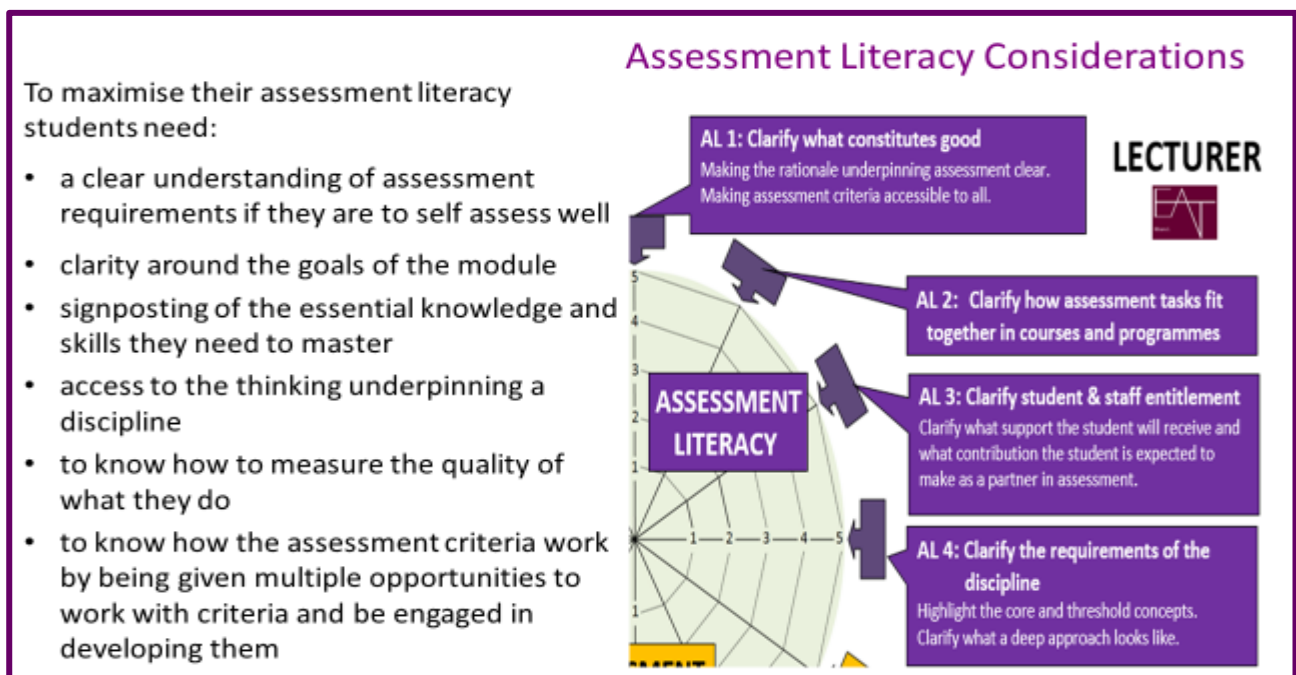 Assessment Literacy Considerations
To maximise their assessment literacy
students need:
• a clear understanding of assessment
requirements if they are to self assess well
• clarity around the goals of the module
• signposting of the essential knowledge and
skills they need to master
• access to the thinking underpinning a
discipline
• to know how to measure the quality of
what they do
• to know how the assessment criteria work
by being given multiple opportunities to
work with criteria and be engaged in
developing them
AL 1: Clarify what constitutes good
Making the rationale underpinning assessment clear.
Making assessment criteria accessible to all.
LECTURER
EAT
AL 2: Clarify how assessment tasks fit
together in courses and programmes
AL 3: Clarify student & staff entitlement
Clarify what support the student will receive and
what contribution the student is expected to
make as a partner in assessment.
AL 4: Clarify the requirements of the
discipline
Highlight the core and threshold concepts.
Clarify what a deep approach looks like.
5
4
3
2
1
ASSESSMENT
LITERACY
1 2 3 4 5
1